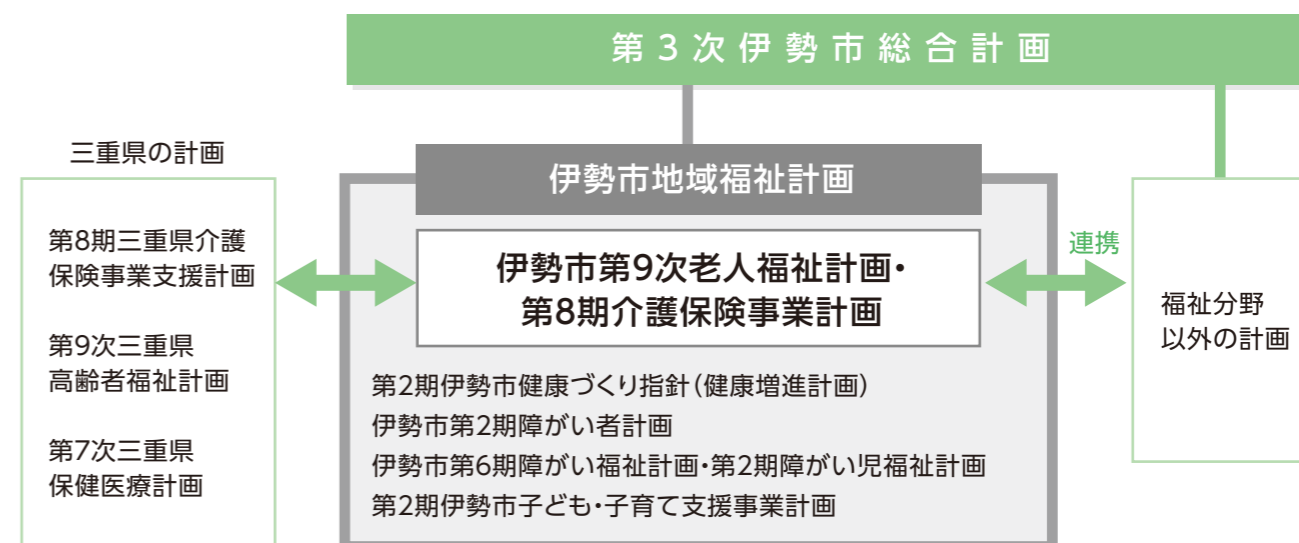 第3次伊勢市総合計画
三重県の計画
第8期三重県介護
保険事業支援計画
第9次三重県
高齢者福祉計画
第7次三重県
保健医療計画
伊勢市地域福祉計画
伊勢市第9次老人福祉計画・
第8期介護保険事業計画
第2期伊勢市健康づくり指針(健康増進計画)
伊勢市第2期障がい者計画
伊勢市第6期障がい福祉計画・第2期障がい児福祉計画
第2期伊勢市子ども・子育て支援事業計画
連携
福祉分野
以外の計画